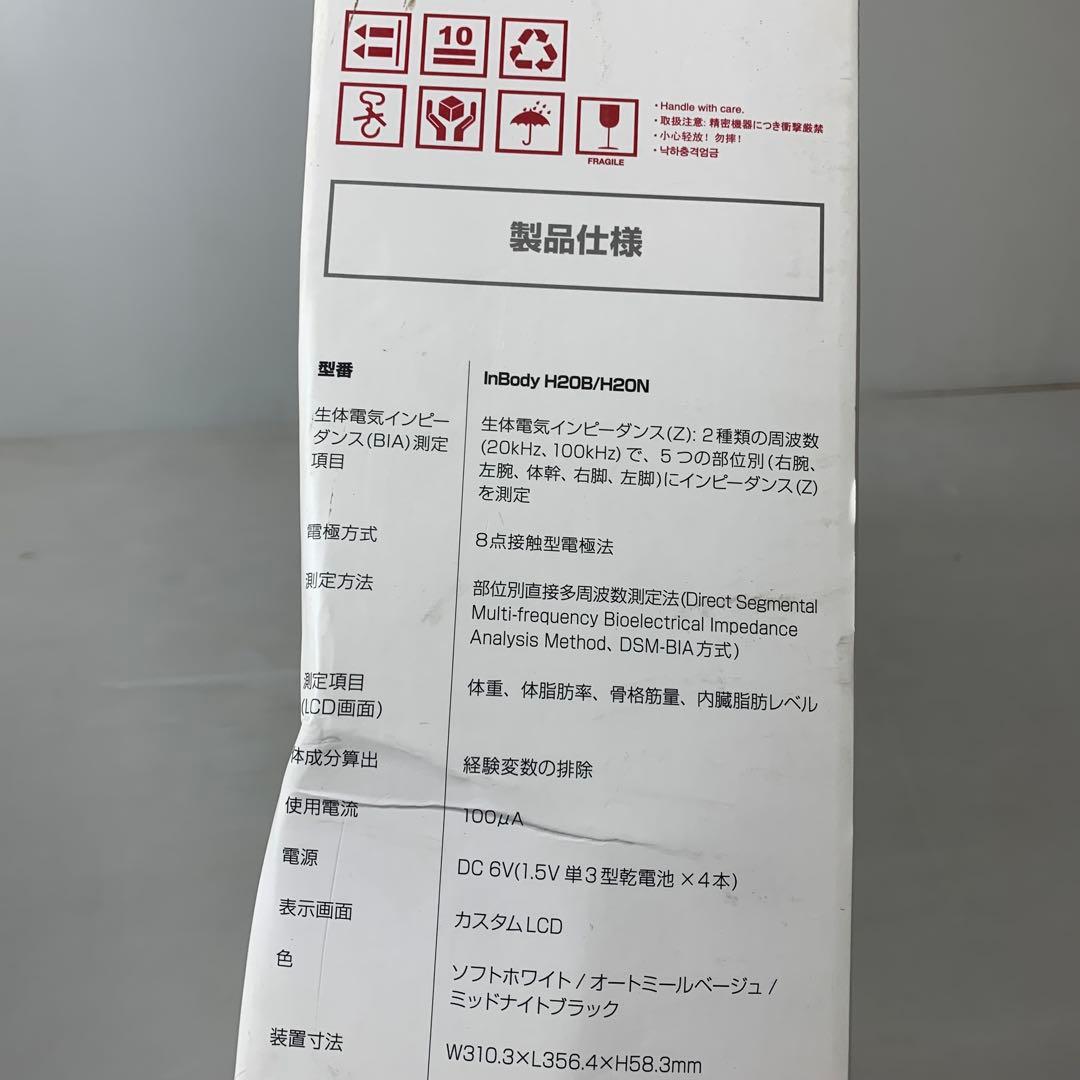 10
FRAGILE
・Handle with care.
・取扱注意: 精密機器につき衝撃厳禁
・小心轻放！勿摔！
・낙하충격엄금
製品仕様
型番
InBody H20B/H20N
生体電気インピー
ダンス(BIA)測定
項目
生体電気インピーダンス(Z): 2種類の周波数
(20kHz、100kHz)で、5つの部位別(右腕、
左腕、体幹、右脚、左脚)にインピーダンス(Z)
を測定
電極方式
8点接触型電極法
測定方法
部位別直接多周波数測定法(Direct Segmental
Multi-frequency Bioelectrical Impedance
Analysis Method、DSM-BIA方式)
測定項目
(LCD画面)
体重、体脂肪率、骨格筋量、内臓脂肪レベル
体成分算出
経験変数の排除
使用電流
100μA
電源
DC 6V(1.5V 単3型乾電池 ×4本)
表示画面
カスタムLCD
色
ソフトホワイト / オートミールベージュ /
ミッドナイトブラック
装置寸法
W310.3×L356.4×H58.3mm